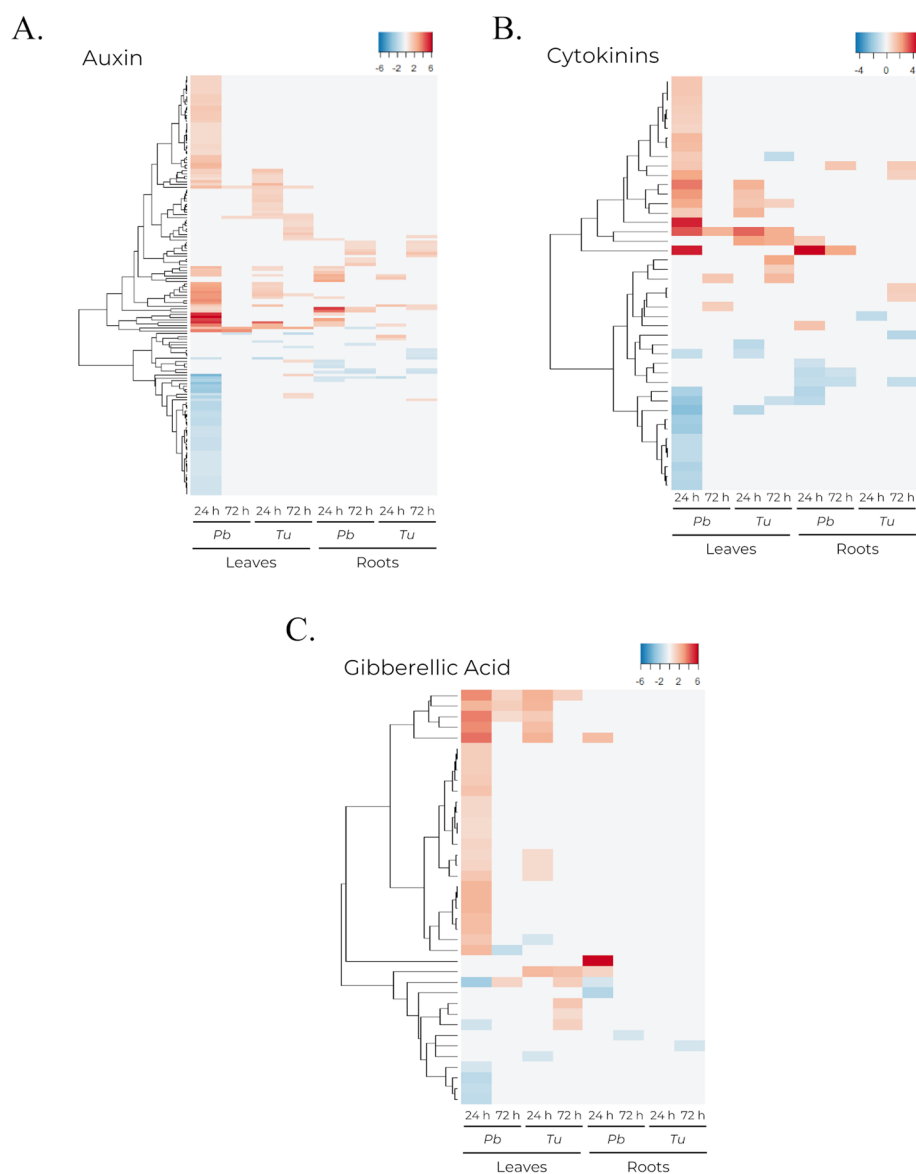 A.
Auxin
-6 -2 2 6
24 h 72 h 24 h 72 h 24 h 72 h 24 h 72 h
Pb Tu Pb Tu
Leaves Roots
B.
Cytokinins
-4 0 4
24 h 72 h 24 h 72 h 24 h 72 h 24 h 72 h
Pb Tu Pb Tu
Leaves Roots
C.
Gibberellic Acid
-6 -2 2 6
24 h 72 h 24 h 72 h 24 h 72 h 24 h 72 h
Pb Tu Pb Tu
Leaves Roots